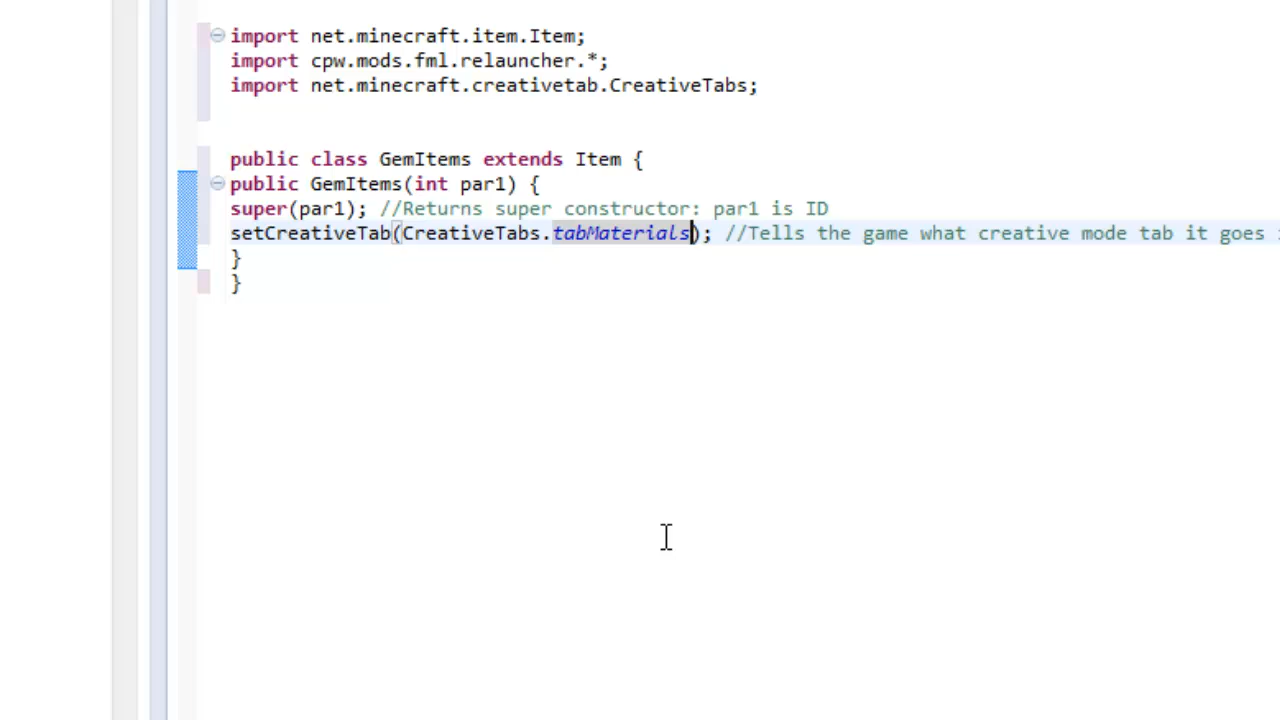 import net.minecraft.item.Item;
import cpw.mods.fml.relauncher.*;
import net.minecraft.creativetab.CreativeTabs;
public class GemItems extends Item {
public GemItems(int par1) {
super(par1); //Returns super constructor: par1 is ID
setCreativeTab(CreativeTabs.tabMaterials); //Tells the game what creative mode tab it goes
}
}